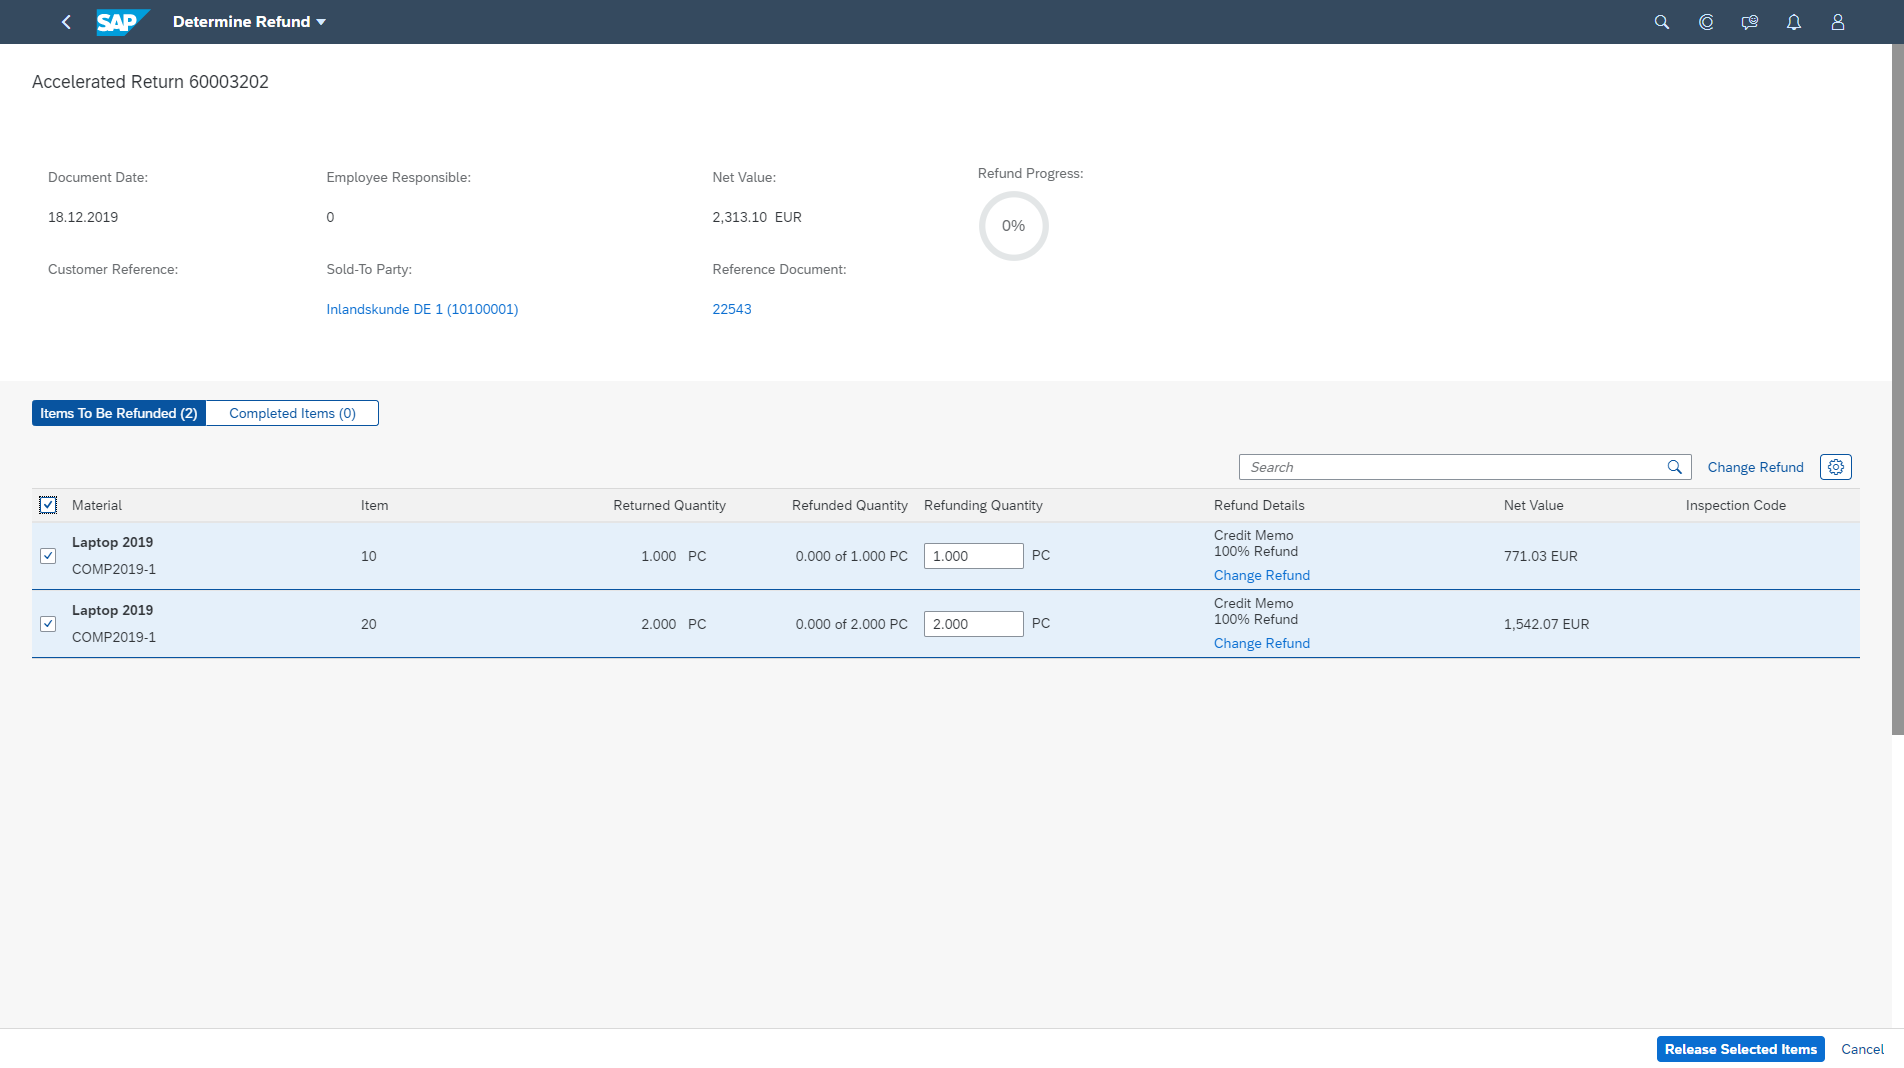 SAP Determine Refund
Accelerated Return 60003202
Document Date: Employee Responsible: Net Value: Refund Progress:
18.12.2019 0 2,313.10 EUR 0%
Customer Reference: Sold-To Party: Reference Document:
Inlandskunde DE 1 (10100001) 22543
Items To Be Refunded (2) Completed Items (0)
Search Change Refund
Material Item Returned Quantity Refunded Quantity Refunding Quantity Refund Details Net Value Inspection Code
Laptop 2019
COMP2019-1
10 1.000 PC 0.000 of 1.000 PC 1.000 PC
Credit Memo
100% Refund
Change Refund
771.03 EUR
Laptop 2019
COMP2019-1
20 2.000 PC 0.000 of 2.000 PC 2.000 PC
Credit Memo
100% Refund
Change Refund
1,542.07 EUR
Release Selected Items Cancel